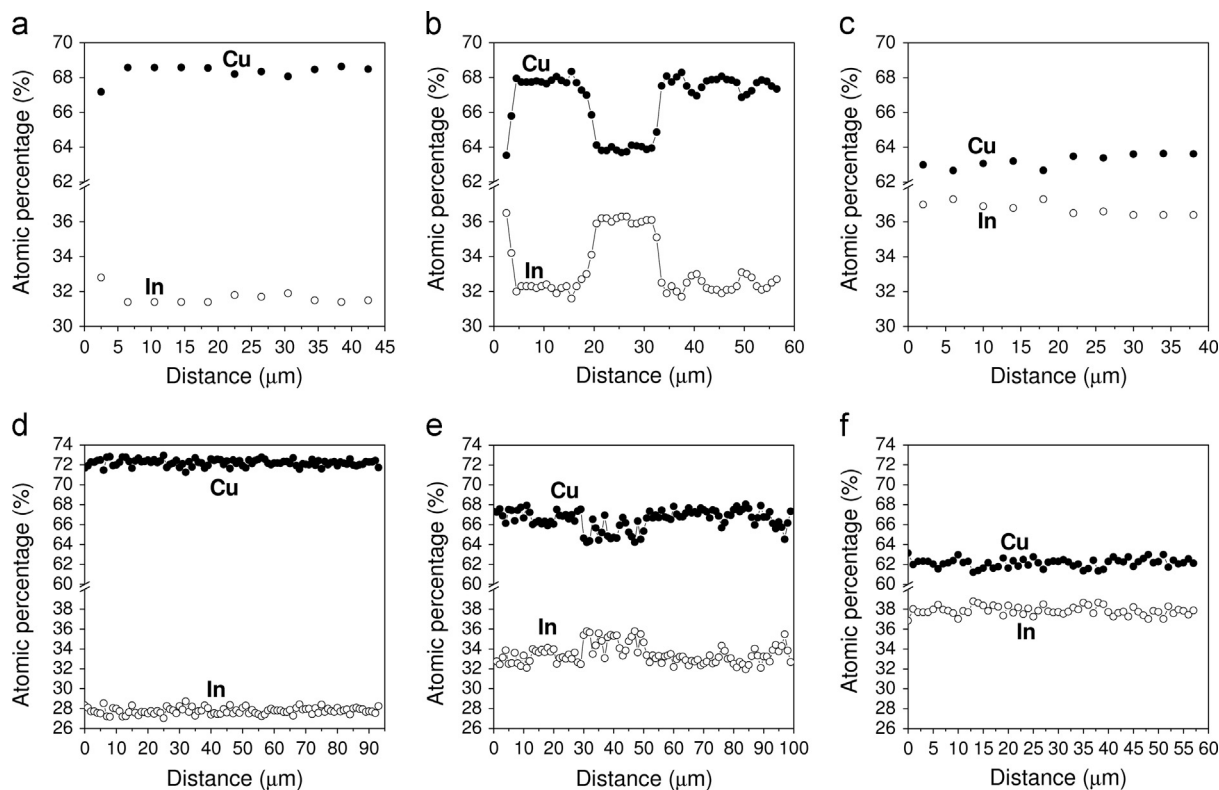 a
70
68
66
64
62
36
34
32
30
Atomic percentage (%)
Cu
In
0 5 10 15 20 25 30 35 40 45
Distance (μm)
b
70
68
66
64
62
36
34
32
30
Atomic percentage (%)
Cu
In
0 10 20 30 40 50 60
Distance (μm)
c
70
68
66
64
62
36
34
32
30
Atomic percentage (%)
Cu
In
0 5 10 15 20 25 30 35 40
Distance (μm)
d
74
72
70
68
66
64
62
60
38
36
34
32
30
28
26
Atomic percentage (%)
Cu
In
0 10 20 30 40 50 60 70 80 90
Distance (μm)
e
74
72
70
68
66
64
62
60
38
36
34
32
30
28
26
Atomic percentage (%)
Cu
In
0 10 20 30 40 50 60 70 80 90 100
Distance (μm)
f
74
72
70
68
66
64
62
60
38
36
34
32
30
28
26
Atomic percentage (%)
Cu
In
0 5 10 15 20 25 30 35 40 45 50 55 60
Distance (μm)